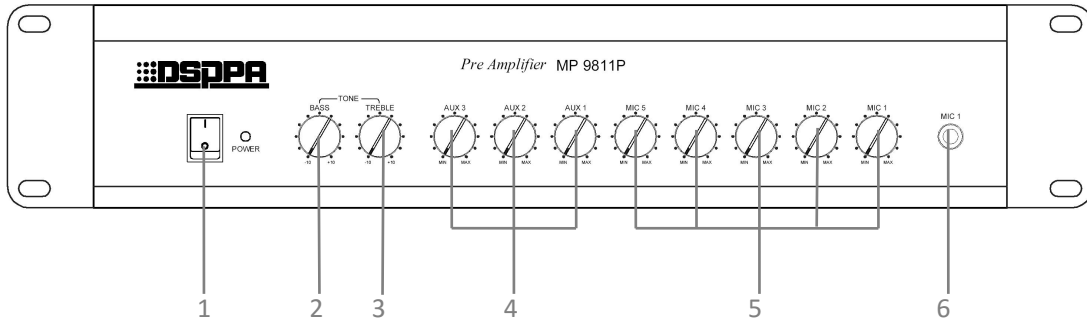 DSPPA
Pre Amplifier MP 9811P
TONE
BASS TREBLE AUX 3 AUX 2 AUX 1 MIC 5 MIC 4 MIC 3 MIC 2 MIC 1 MIC 1
POWER
-10 +10 -10 +10 MIN MAX MIN MAX MIN MAX MIN MAX MIN MAX MIN MAX MIN MAX MIN MAX
1 2 3 4 5 6